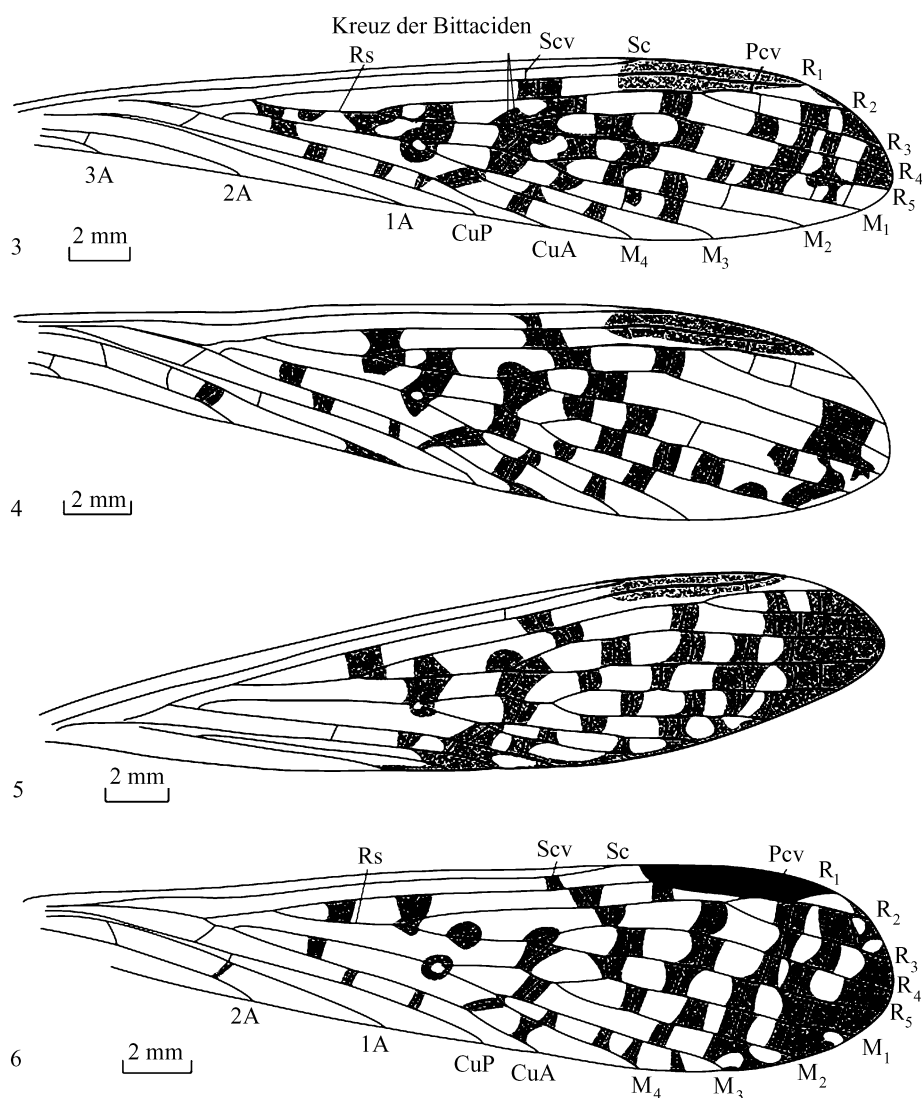 Kreuz der Bittaciden
Rs
Scv
Sc
Pcv
R1
R2
R3
R4
R5
M1
M2
M3
M4
CuA
CuP
1A
2A
3A
3
2 mm
4
2 mm
5
2 mm
Rs
Scv
Sc
Pcv
R1
R2
R3
R4
R5
M1
M2
M3
M4
CuA
CuP
1A
2A
6
2 mm